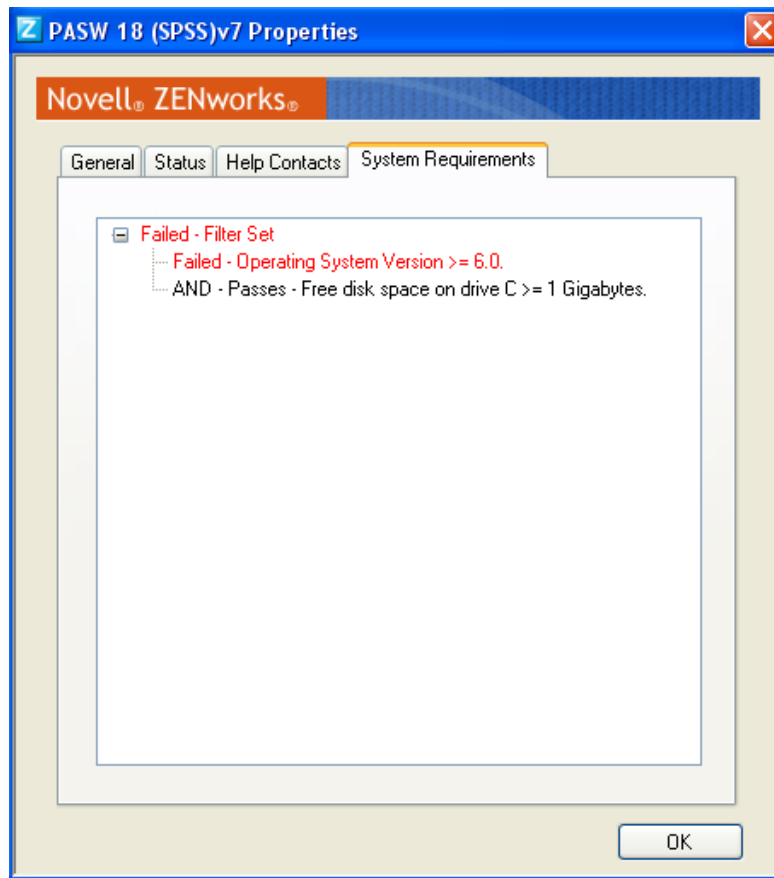 Z PASW 18 (SPSS)v7 Properties
Novell® ZENworks®
General Status Help Contacts System Requirements
Failed - Filter Set
Failed - Operating System Version >= 6.0.
AND - Passes - Free disk space on drive C >= 1 Gigabytes.
OK